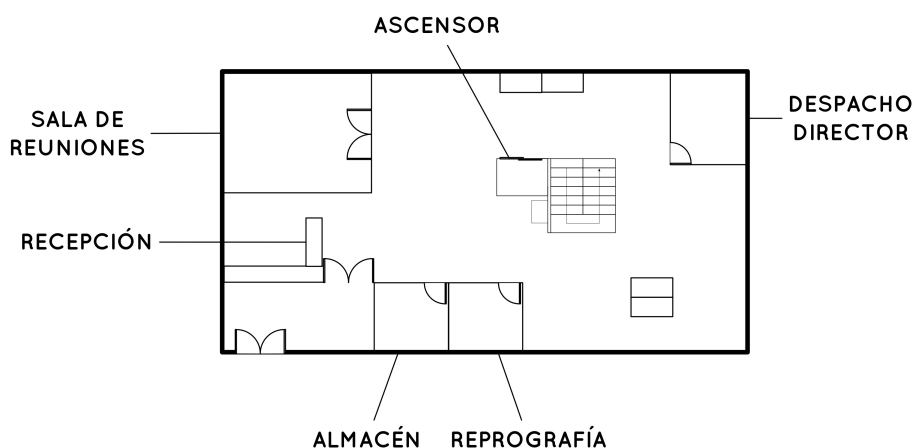 ASCENSOR
SALA DE
REUNIONES
DESPACHO
DIRECTOR
RECEPCIÓN
ALMACÉN
REPROGRAFÍA